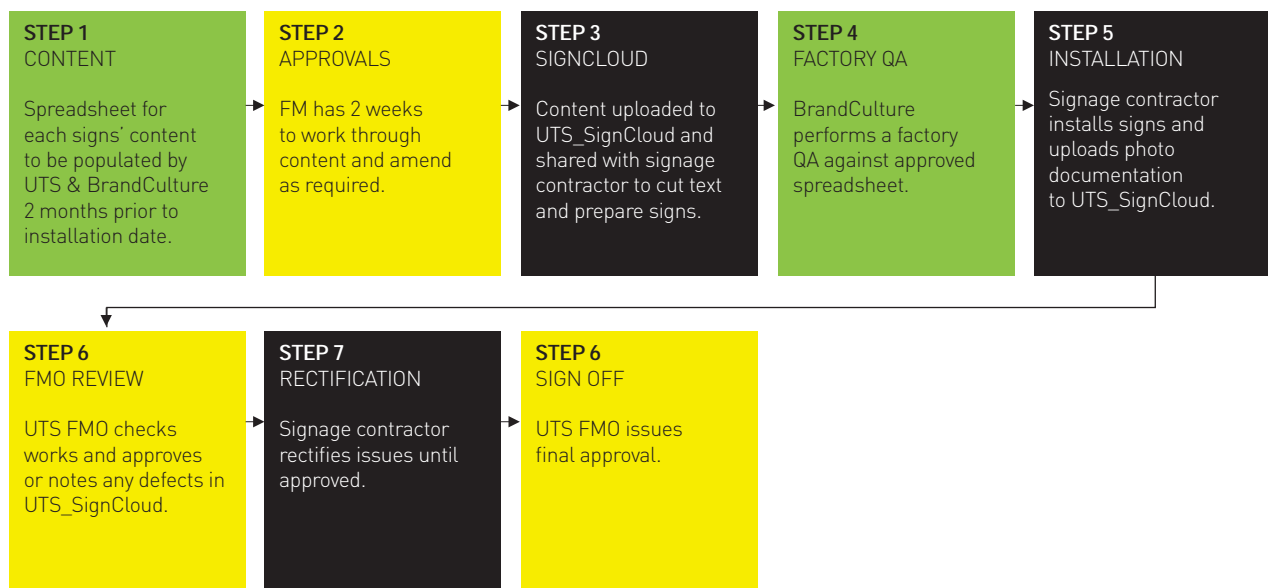 STEP 1
CONTENT
Spreadsheet for
each signs’ content
to be populated by
UTS & BrandCulture
2 months prior to
installation date.
STEP 2
APPROVALS
FM has 2 weeks
to work through
content and amend
as required.
STEP 3
SIGNCLOUD
Content uploaded to
UTS_SignCloud and
shared with signage
contractor to cut text
and prepare signs.
STEP 4
FACTORY QA
BrandCulture
performs a factory
QA against approved
spreadsheet.
STEP 5
INSTALLATION
Signage contractor
installs signs and
uploads photo
documentation
to UTS_SignCloud.
STEP 6
FMO REVIEW
UTS FMO checks
works and approves
or notes any defects in
UTS_SignCloud.
STEP 7
RECTIFICATION
Signage contractor
rectifies issues until
approved.
STEP 6
SIGN OFF
UTS FMO issues
final approval.